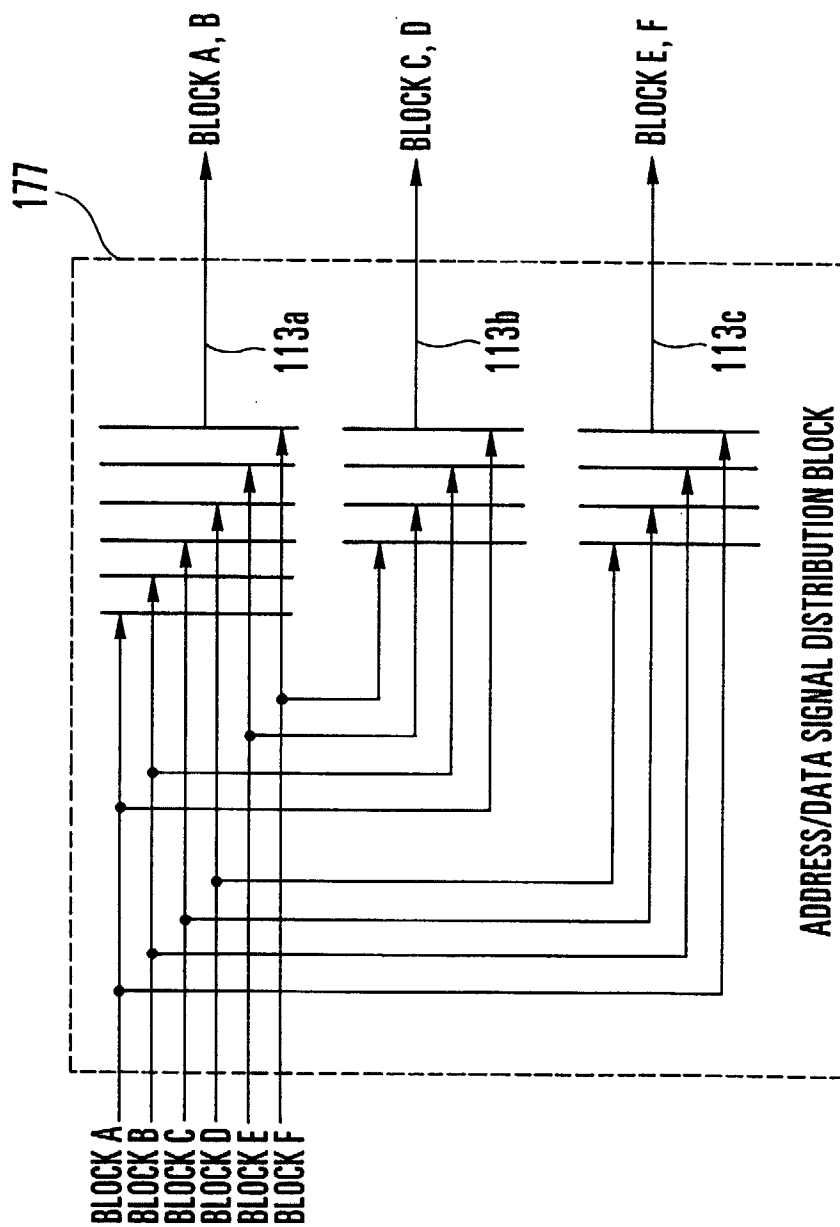 177
BLOCK A
BLOCK B
BLOCK C
BLOCK D
BLOCK E
BLOCK F
113a
BLOCK A, B
113b
BLOCK C, D
113c
BLOCK E, F
ADDRESS/DATA SIGNAL DISTRIBUTION BLOCK